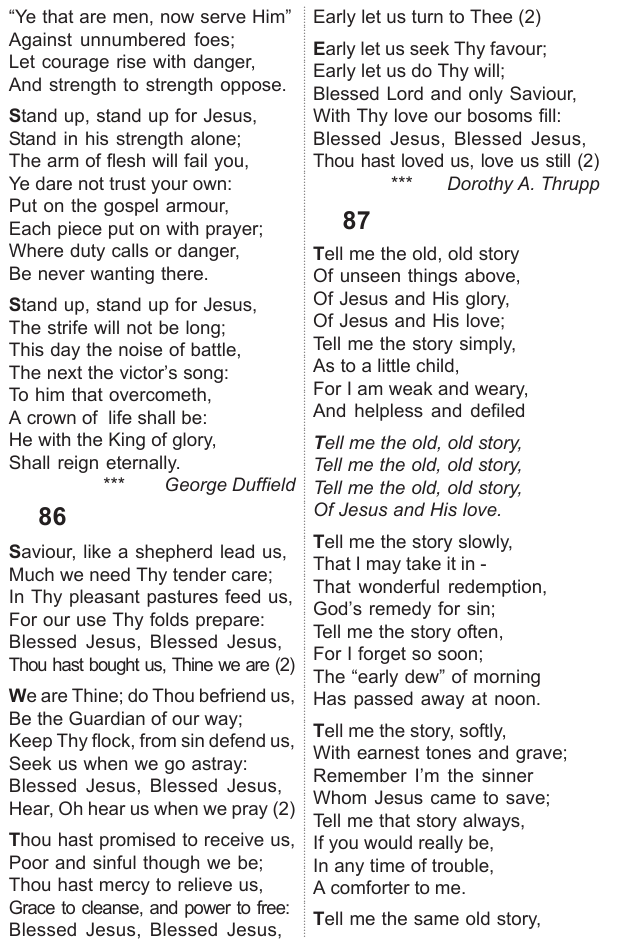 “Ye that are men, now serve Him”
Against unnumbered foes;
Let courage rise with danger,
And strength to strength oppose.
Stand up, stand up for Jesus,
Stand in his strength alone;
The arm of flesh will fail you,
Ye dare not trust your own:
Put on the gospel armour,
Each piece put on with prayer;
Where duty calls or danger,
Be never wanting there.
Stand up, stand up for Jesus,
The strife will not be long;
This day the noise of battle,
The next the victor’s song:
To him that overcometh,
A crown of life shall be:
He with the King of glory,
Shall reign eternally.
*** George Duffield
86
Saviour, like a shepherd lead us,
Much we need Thy tender care;
In Thy pleasant pastures feed us,
For our use Thy folds prepare:
Blessed Jesus, Blessed Jesus,
Thou hast bought us, Thine we are (2)
We are Thine; do Thou befriend us,
Be the Guardian of our way;
Keep Thy flock, from sin defend us,
Seek us when we go astray:
Blessed Jesus, Blessed Jesus,
Hear, Oh hear us when we pray (2)
Thou hast promised to receive us,
Poor and sinful though we be;
Thou hast mercy to relieve us,
Grace to cleanse, and power to free:
Blessed Jesus, Blessed Jesus,
Early let us turn to Thee (2)
Early let us seek Thy favour;
Early let us do Thy will;
Blessed Lord and only Saviour,
With Thy love our bosoms fill:
Blessed Jesus, Blessed Jesus,
Thou hast loved us, love us still (2)
*** Dorothy A. Thrupp
87
Tell me the old, old story
Of unseen things above,
Of Jesus and His glory,
Of Jesus and His love;
Tell me the story simply,
As to a little child,
For I am weak and weary,
And helpless and defiled
Tell me the old, old story,
Tell me the old, old story,
Tell me the old, old story,
Of Jesus and His love.
Tell me the story slowly,
That I may take it in -
That wonderful redemption,
God’s remedy for sin;
Tell me the story often,
For I forget so soon;
The “early dew” of morning
Has passed away at noon.
Tell me the story, softly,
With earnest tones and grave;
Remember I’m the sinner
Whom Jesus came to save;
Tell me that story always,
If you would really be,
In any time of trouble,
A comforter to me.
Tell me the same old story,